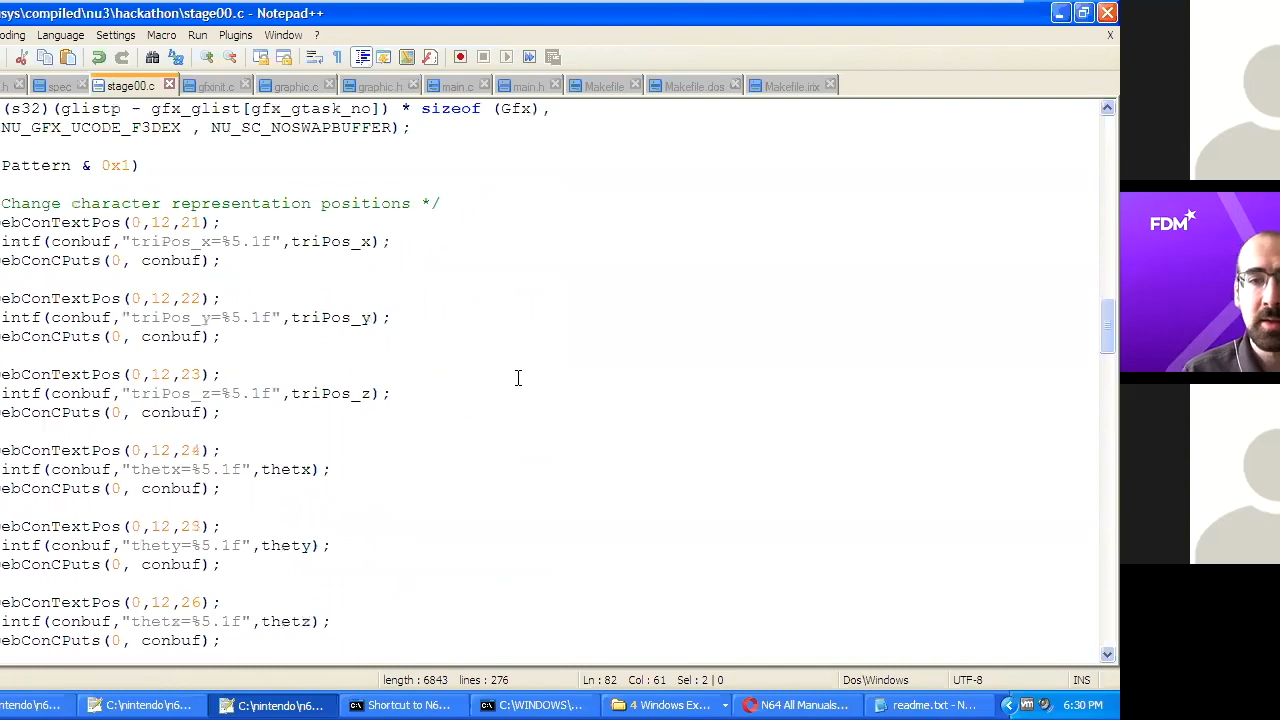 sys\compiled\nu3\hackathon\stage00.c - Notepad++
oding Language Settings Macro Run Plugins Window ? X
.h spec stage00.c gfxinit.c graphic.c graphic.h main.c main.h Makefile Makefile.dos Makefile.irix
(s32)(glistp - gfx_glist[gfx_gtask_no]) * sizeof (Gfx),
NU_GFX_UCODE_F3DEX , NU_SC_NOSWAPBUFFER);
Pattern & 0x1)
Change character representation positions */
ebConTextPos(0,12,21);
intf(conbuf,"triPos_x=%5.1f",triPos_x);
ebConCPuts(0, conbuf);
ebConTextPos(0,12,22);
intf(conbuf,"triPos_y=%5.1f",triPos_y);
ebConCPuts(0, conbuf);
ebConTextPos(0,12,23);
intf(conbuf,"triPos_z=%5.1f",triPos_z);
ebConCPuts(0, conbuf);
ebConTextPos(0,12,24);
intf(conbuf,"thetx=%5.1f",thetx);
ebConCPuts(0, conbuf);
ebConTextPos(0,12,23);
intf(conbuf,"thety=%5.1f",thety);
ebConCPuts(0, conbuf);
ebConTextPos(0,12,26);
intf(conbuf,"thetz=%5.1f",thetz);
ebConCPuts(0, conbuf);
length : 6843 lines : 276 Ln : 82 Col : 61 Sel : 2 | 0 Dos\Windows UTF-8 INS
ntendo\n6... C:\nintendo\n6... C:\nintendo\n6... Shortcut to N6... C:\WINDOWS\... 4 Windows Ex... N64 All Manuals... readme.txt - N... 6:30 PM
FDM